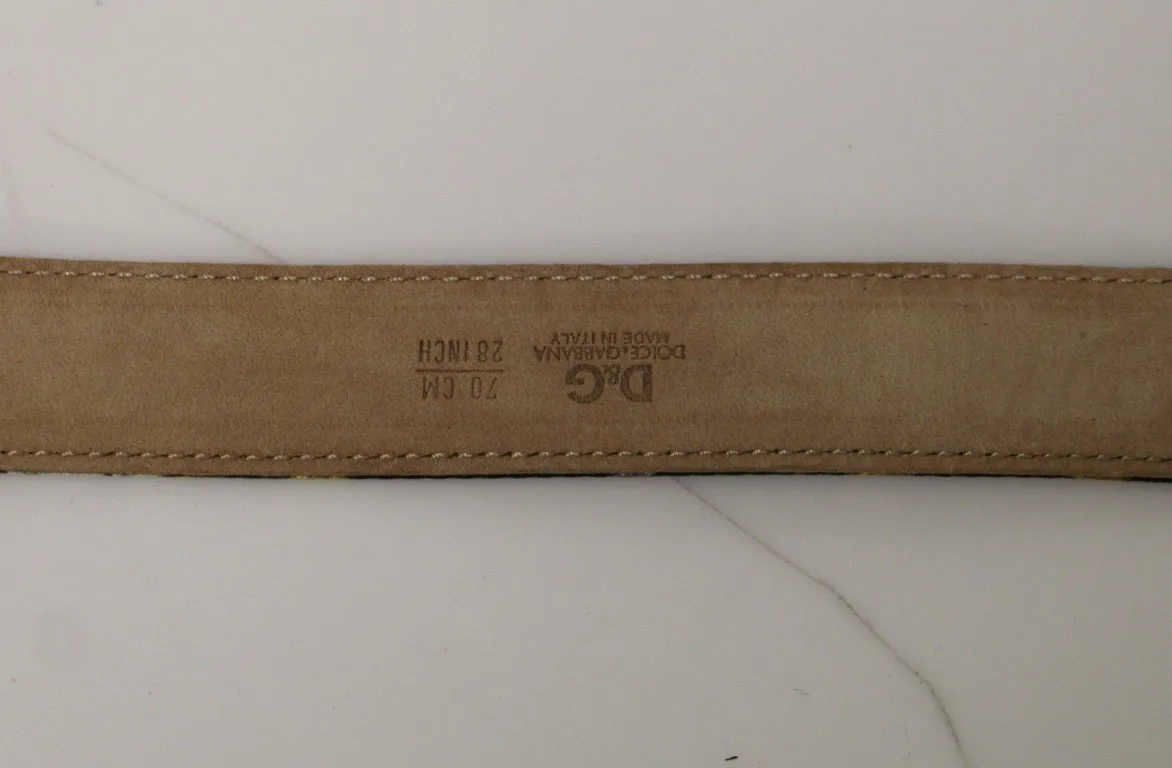 D&G
DOLCE & GABBANA
MADE IN ITALY
70 CM
28 INCH